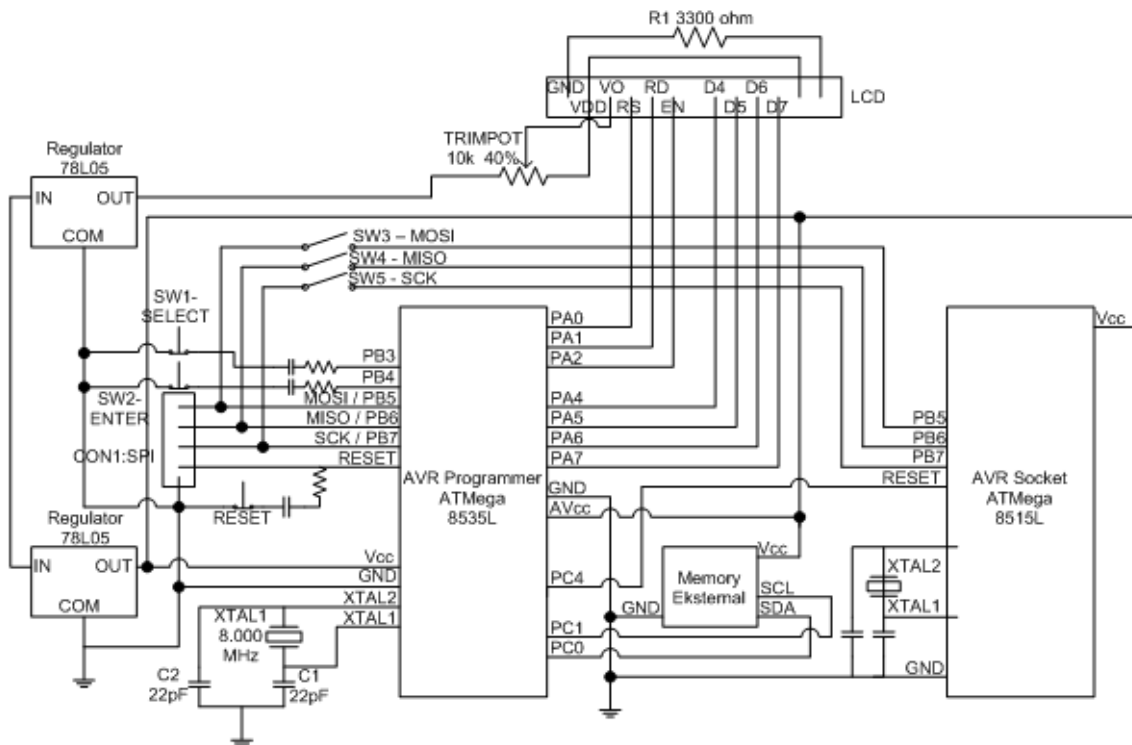 R1 3300 ohm
GND VO RD D4 D6
VDD RS EN D5 D7
LCD
TRIMPOT
10k 40%
Regulator
78L05
IN OUT
COM
SW3 – MOSI
SW4 - MISO
SW5 - SCK
SW1-
SELECT
SW2-
ENTER
CON1:SPI
RESET
PB3
PB4
MOSI / PB5
MISO / PB6
SCK / PB7
RESET
Vcc
GND
XTAL2
XTAL1
AVR Programmer
ATMega
8535L
PA0
PA1
PA2
PA4
PA5
PA6
PA7
GND
AVcc
PC4
PC1
PC0
Regulator
78L05
IN OUT
COM
XTAL1
8.000
MHz
C2
22pF
C1
22pF
Memory
Eksternal
Vcc
SCL
SDA
GND
Vcc
PB5
PB6
PB7
RESET
AVR Socket
ATMega
8515L
XTAL2
XTAL1
GND